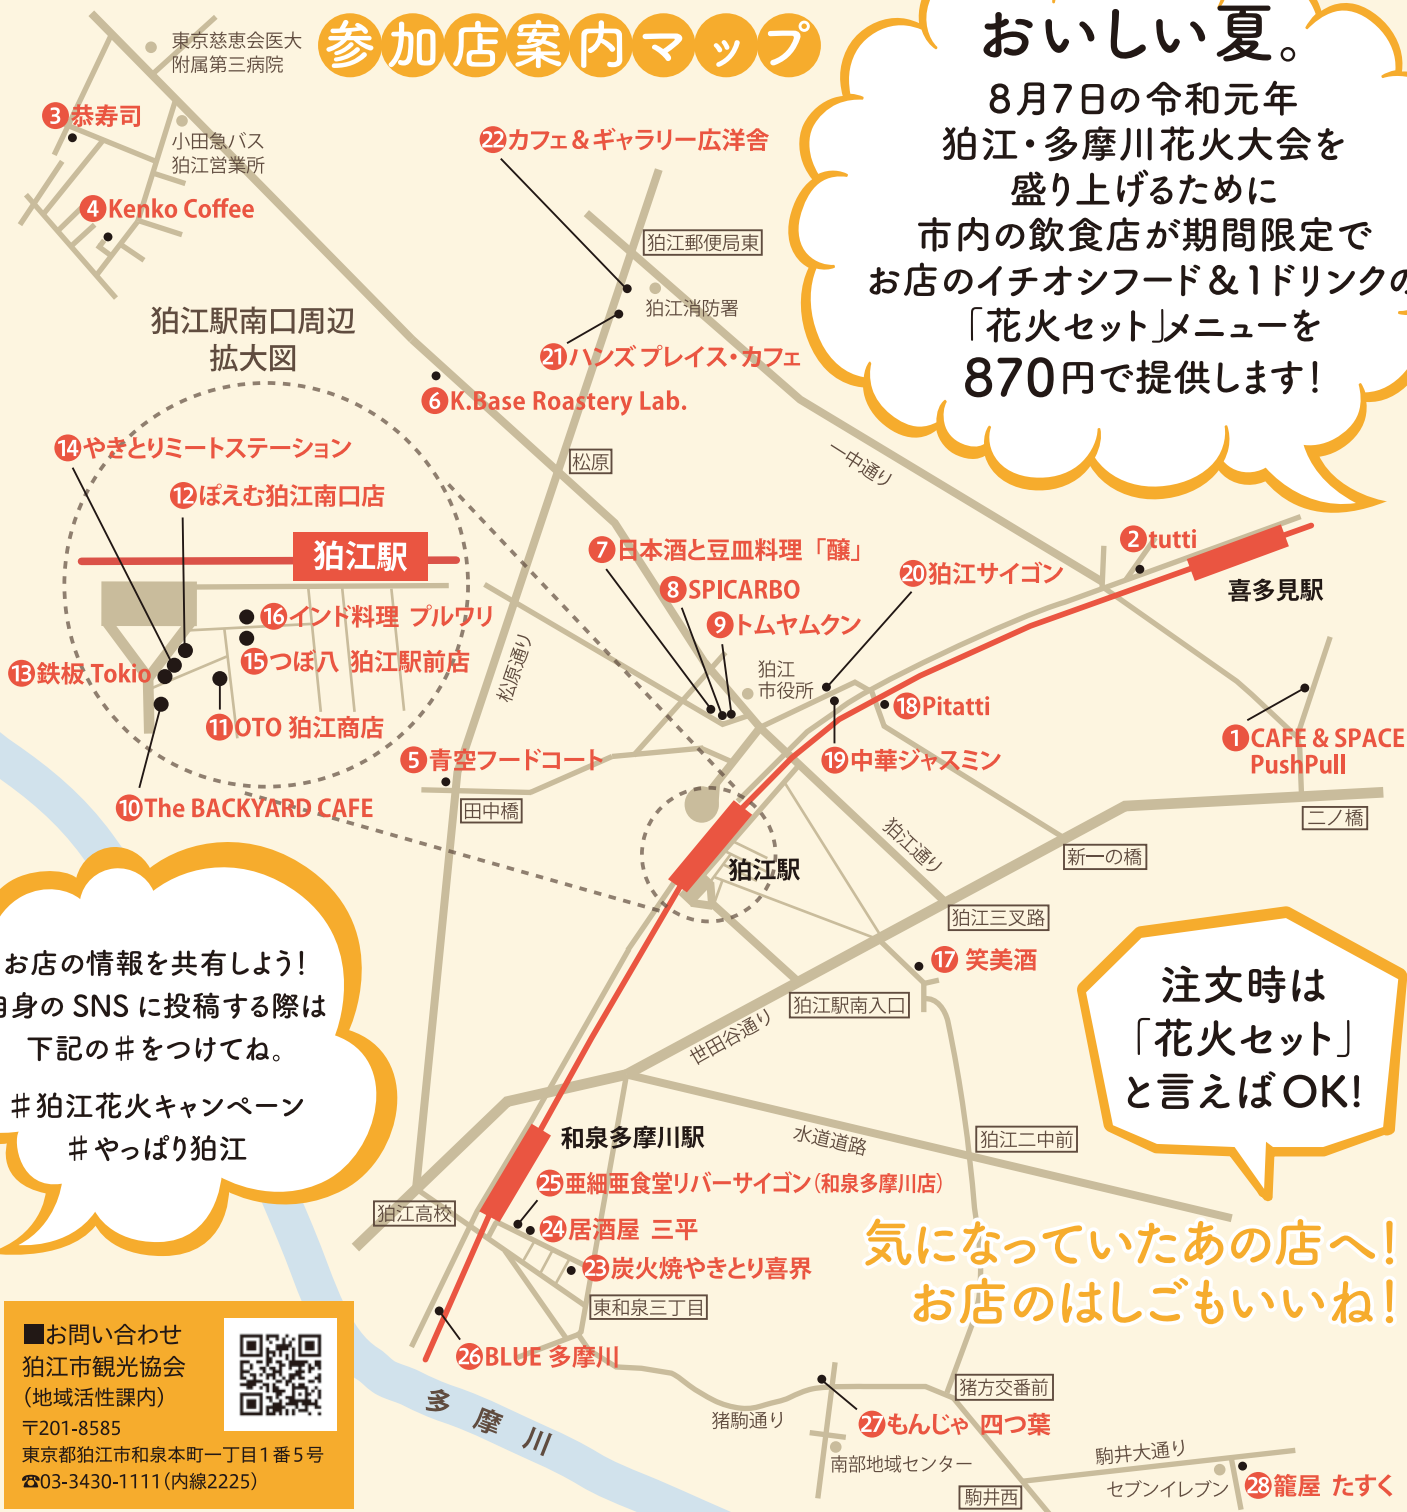 参加店案内マップ
おいしい夏。
8月7日の令和元年
狛江・多摩川花火大会を
盛り上げるために
市内の飲食店が期間限定で
お店のイチオシフード&1ドリンクの
「花火セット」メニューを
870円で提供します!
東京慈恵会医大
附属第三病院
③恭寿司
小田急バス
狛江営業所
④Kenko Coffee
㉒カフェ&ギャラリー広洋舎
狛江郵便局東
狛江消防署
㉑ハンズ プレイス・カフェ
⑥K.Base Roastery Lab.
松原
一中通り
狛江駅南口周辺
拡大図
⑭やきとりミートステーション
⑫ぽえむ狛江南口店
狛江駅
⑯インド料理 プルワリ
⑮つぼ八 狛江駅前店
⑬鉄板 Tokio
⑪OTO 狛江商店
⑩The BACKYARD CAFE
松原通り
⑤青空フードコート
田中橋
⑦日本酒と豆皿料理 「醸」
⑧SPICARBO
⑨トムヤムクン
⑳狛江サイゴン
②tutti
喜多見駅
狛江
市役所
⑱Pitatti
⑲中華ジャスミン
①CAFE & SPACE
PushPull
二ノ橋
狛江通り
新一の橋
狛江駅
狛江三叉路
⑰笑美酒
狛江駅南入口
世田谷通り
お店の情報を共有しよう!
自身の SNS に投稿する際は
下記の#をつけてね。
#狛江花火キャンペーン
#やっぱり狛江
注文時は
「花火セット」
と言えば OK!
和泉多摩川駅
水道道路
狛江二中前
㉕亜細亜食堂リバーサイゴン(和泉多摩川店)
狛江高校
㉔居酒屋 三平
㉓炭火焼やきとり喜界
東和泉三丁目
㉖BLUE 多摩川
気になっていたあの店へ!
お店のはしごもいいね!
多摩川
猪方交番前
猪駒通り
㉗もんじゃ 四つ葉
南部地域センター
駒井大通り
セブンイレブン
㉘籠屋 たすく
駒井西
■お問い合わせ
狛江市観光協会
(地域活性課内)
〒201-8585
東京都狛江市和泉本町一丁目1番5号
☎03-3430-1111(内線2225)